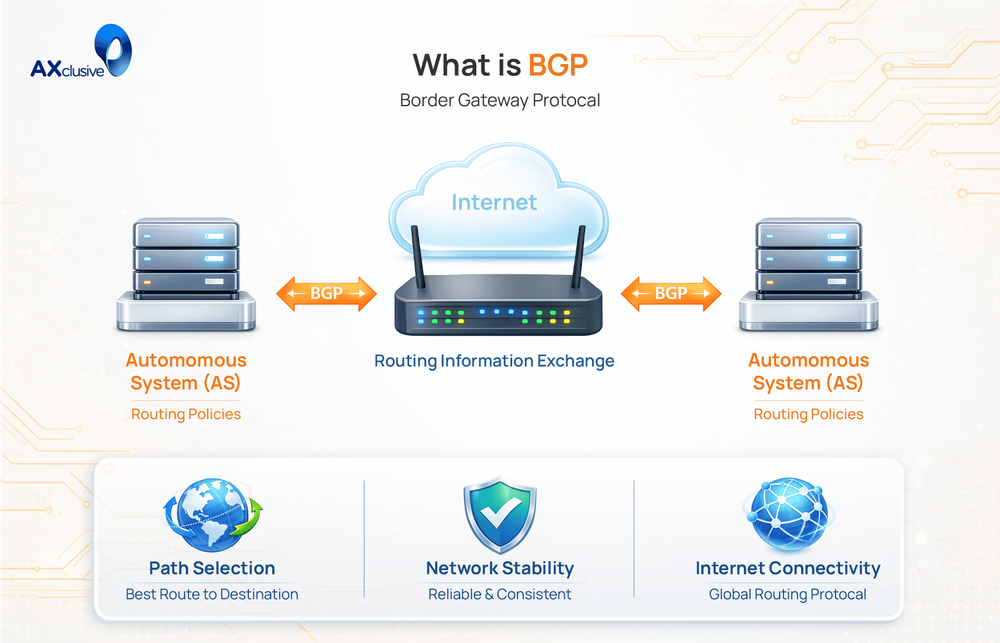 AXclusive
What is BGP
Border Gateway Protocal
Internet
BGP
BGP
Automomous
System (AS)
Routing Policies
Routing Information Exchange
Automomous
System (AS)
Routing Policies
Path Selection
Best Route to Destination
Network Stability
Reliable & Consistent
Internet Connectivity
Global Routing Protocal